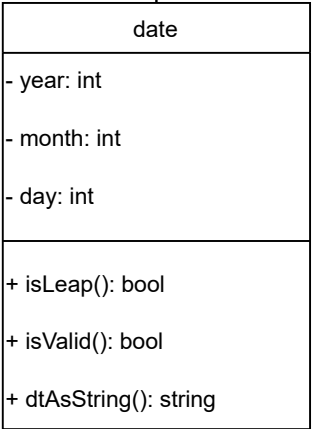 date
- year: int
- month: int
- day: int
+ isLeap(): bool
+ isValid(): bool
+ dtAsString(): string